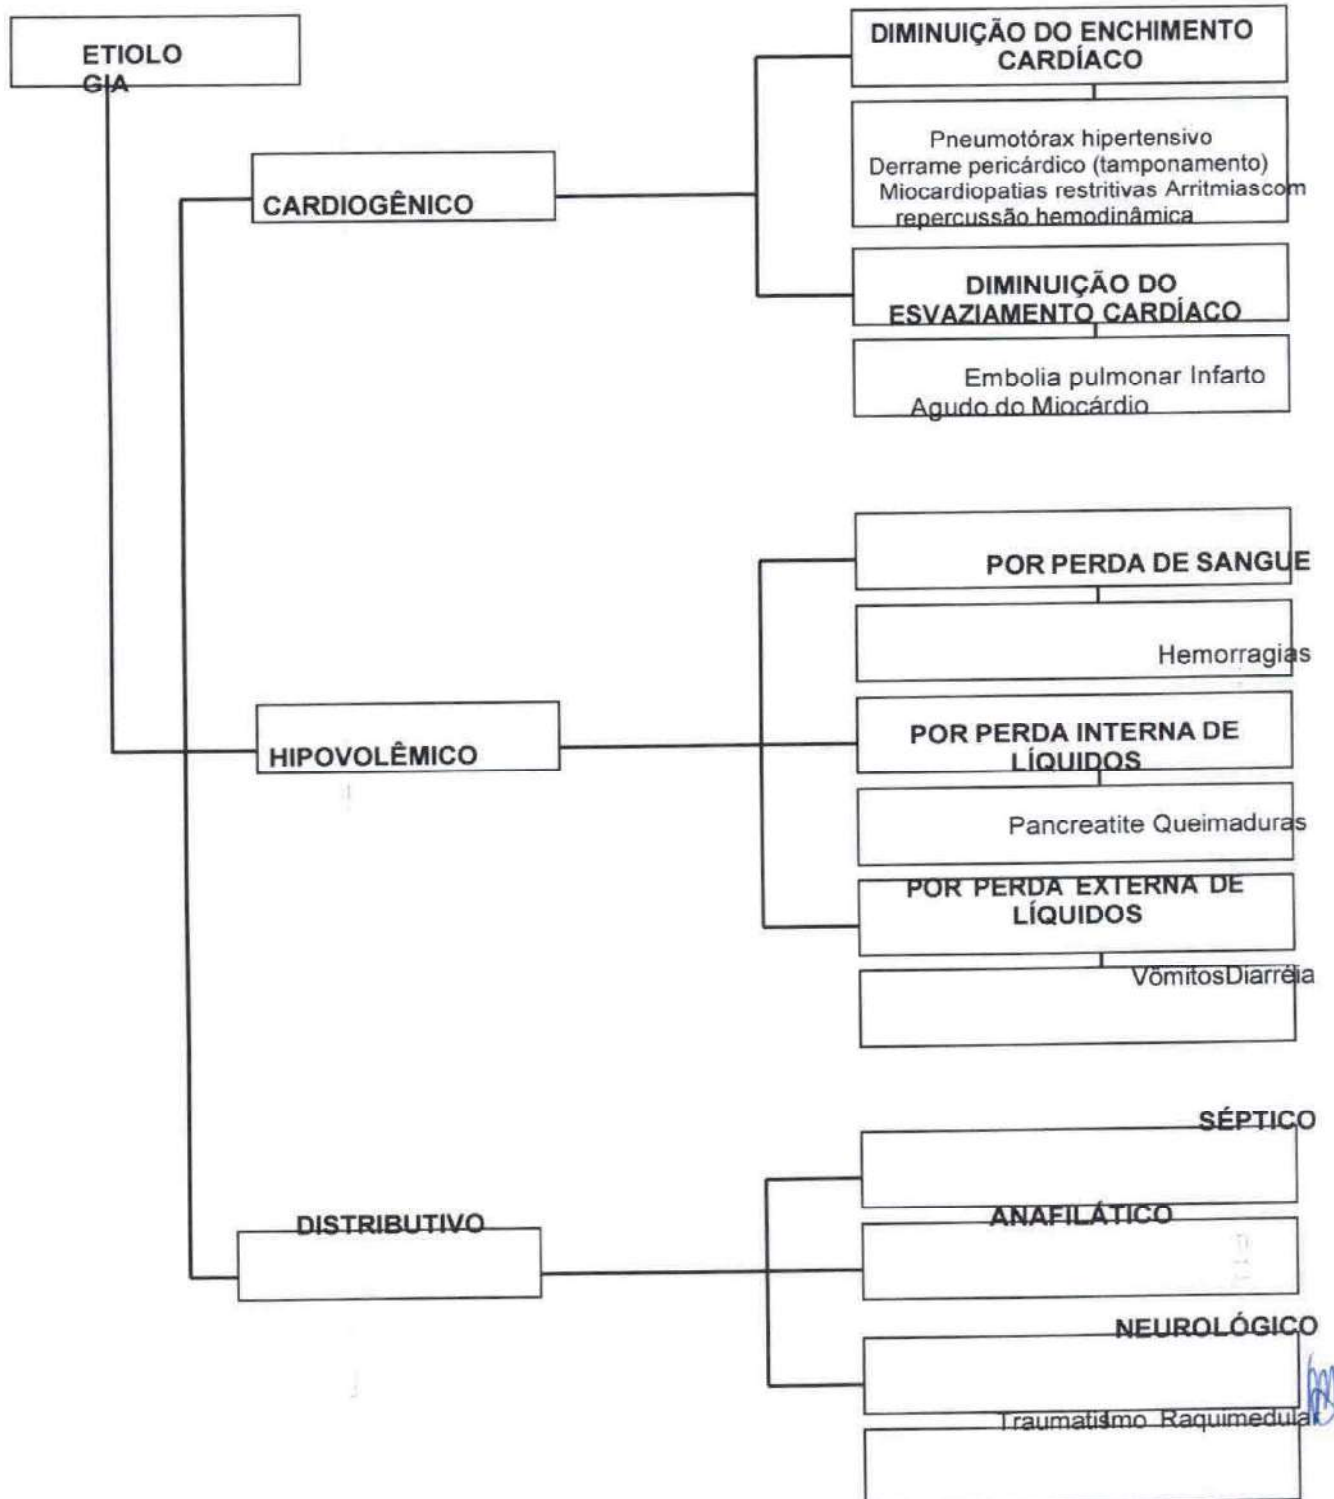 ETIOLO
GIA
CARDIOGÊNICO
DIMINUIÇÃO DO ENCHIMENTO
CARDÍACO
Pneumotórax hipertensivo
Derrame pericárdico (tamponamento)
Miocardiopatias restritivas Arritmiascom
repercussão hemodinâmica
DIMINUIÇÃO DO
ESVAZIAMENTO CARDÍACO
Embolia pulmonar Infarto
Agudo do Miocárdio
HIPOVOLÊMICO
POR PERDA DE SANGUE
Hemorragias
POR PERDA INTERNA DE
LÍQUIDOS
Pancreatite Queimaduras
POR PERDA EXTERNA DE
LÍQUIDOS
VômitosDiarréia
DISTRIBUTIVO
SÉPTICO
ANAFILÁTICO
NEUROLÓGICO
Traumatismo Raquimedular